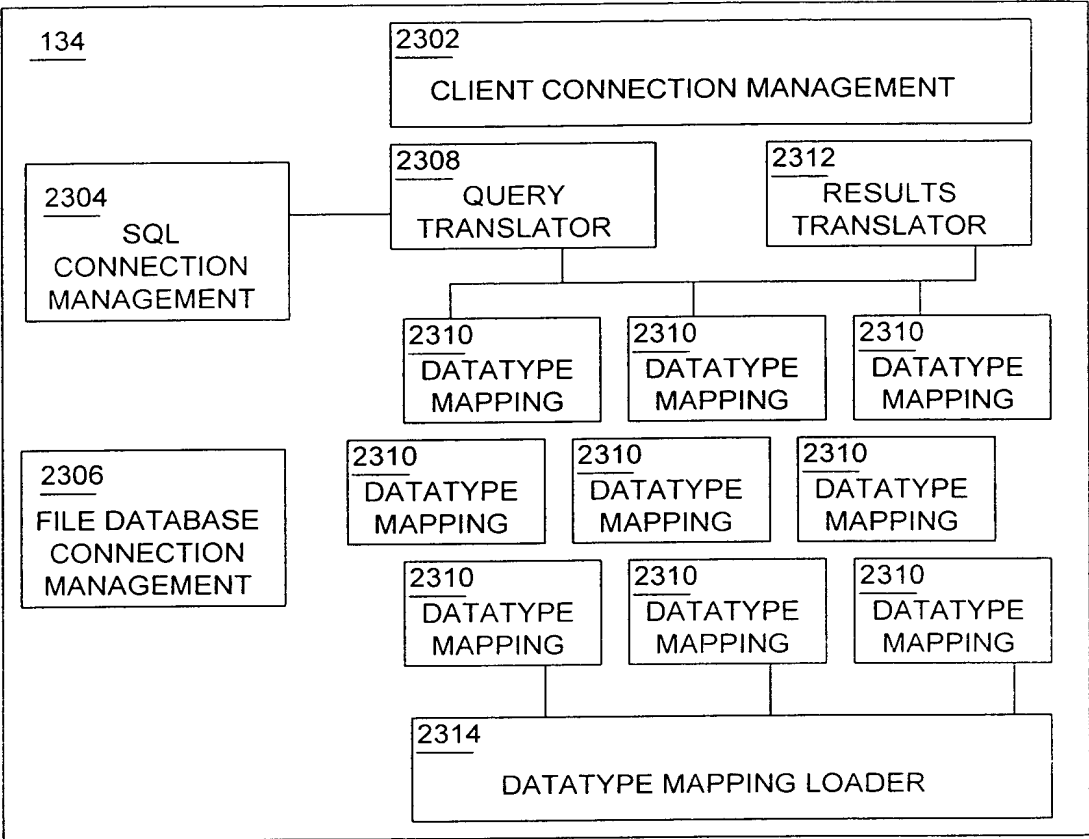 134
2302
CLIENT CONNECTION MANAGEMENT
2304
SQL
CONNECTION
MANAGEMENT
2308
QUERY
TRANSLATOR
2312
RESULTS
TRANSLATOR
2310
DATATYPE
MAPPING
2310
DATATYPE
MAPPING
2310
DATATYPE
MAPPING
2306
FILE DATABASE
CONNECTION
MANAGEMENT
2310
DATATYPE
MAPPING
2310
DATATYPE
MAPPING
2310
DATATYPE
MAPPING
2310
DATATYPE
MAPPING
2310
DATATYPE
MAPPING
2310
DATATYPE
MAPPING
2314
DATATYPE MAPPING LOADER